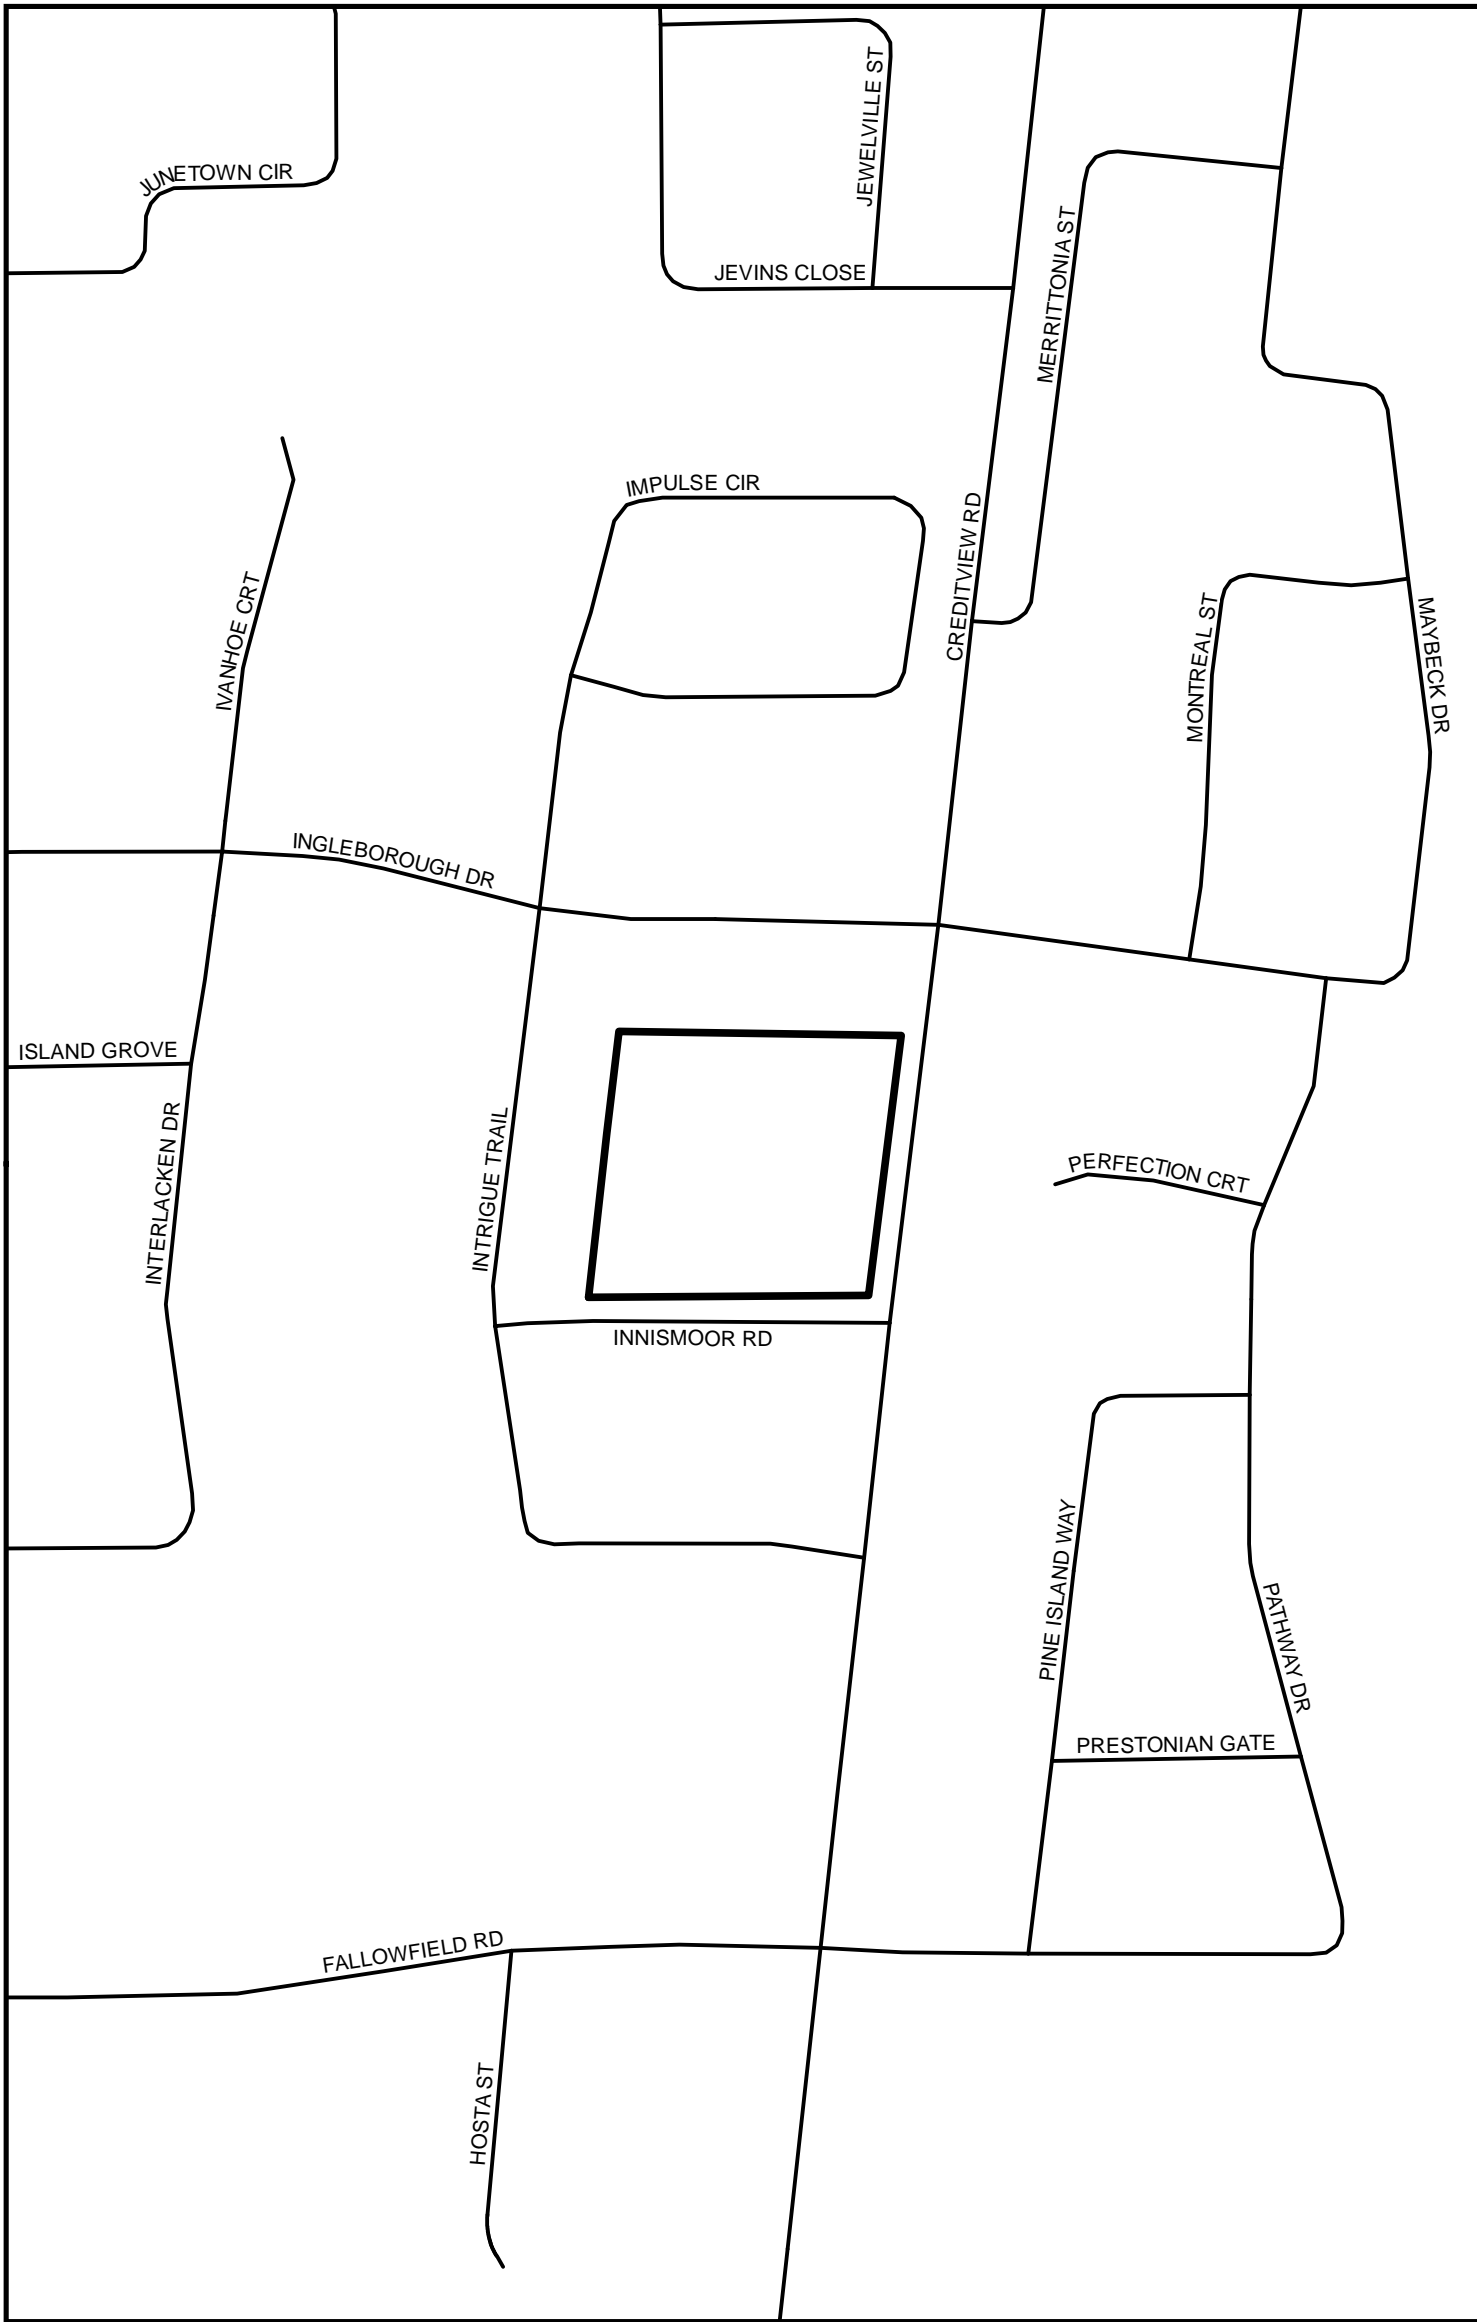 JEWELVILLE ST
JUNETOWN CIR
JEVINS CLOSE
MERRITTONIA ST
IMPULSE CIR
CREDITVIEW RD
IVANHOE CRT
MONTREAL ST
MAYBECK DR
INGLEBOROUGH DR
ISLAND GROVE
INTERLACKEN DR
INTRIGUE TRAIL
PERFECTION CRT
INNISMOOR RD
PINE ISLAND WAY
PATHWAY DR
PRESTONIAN GATE
FALLOWFIELD RD
HOSTA ST